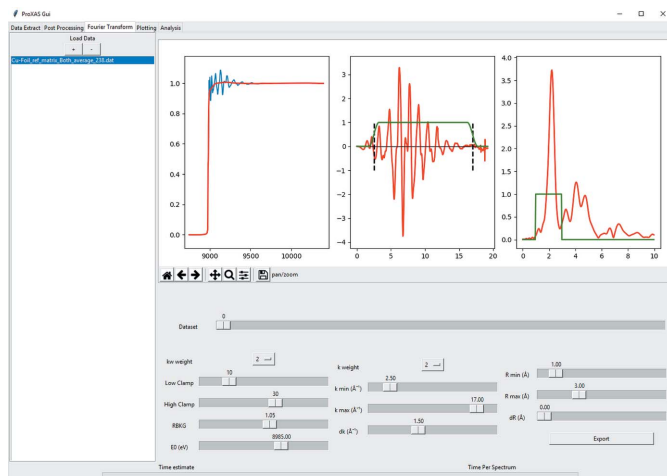 ProXAS Gui
Data Extract Post Processing Fourier Transform Plotting Analysis
Load Data
+ -
Cu-Foil_ref_matrix_Both_average_238.dat
1.0
0.8
0.6
0.4
0.2
0.0
9000 9500 10000
3
2
1
0
−1
−2
−3
−4
0 5 10 15 20
4.0
3.5
3.0
2.5
2.0
1.5
1.0
0.5
0.0
0 2 4 6 8 10
pan/zoom
Dataset 0
kw weight 2
Low Clamp 10
High Clamp 30
RBKG 1.05
E0 (eV) 8985.00
k weight 2
k min (Å⁻¹) 2.50
k max (Å⁻¹) 17.00
dk (Å⁻¹) 1.50
R min (Å) 1.00
R max (Å) 3.00
dR (Å) 0.00
Export
Time estimate Time Per Spectrum